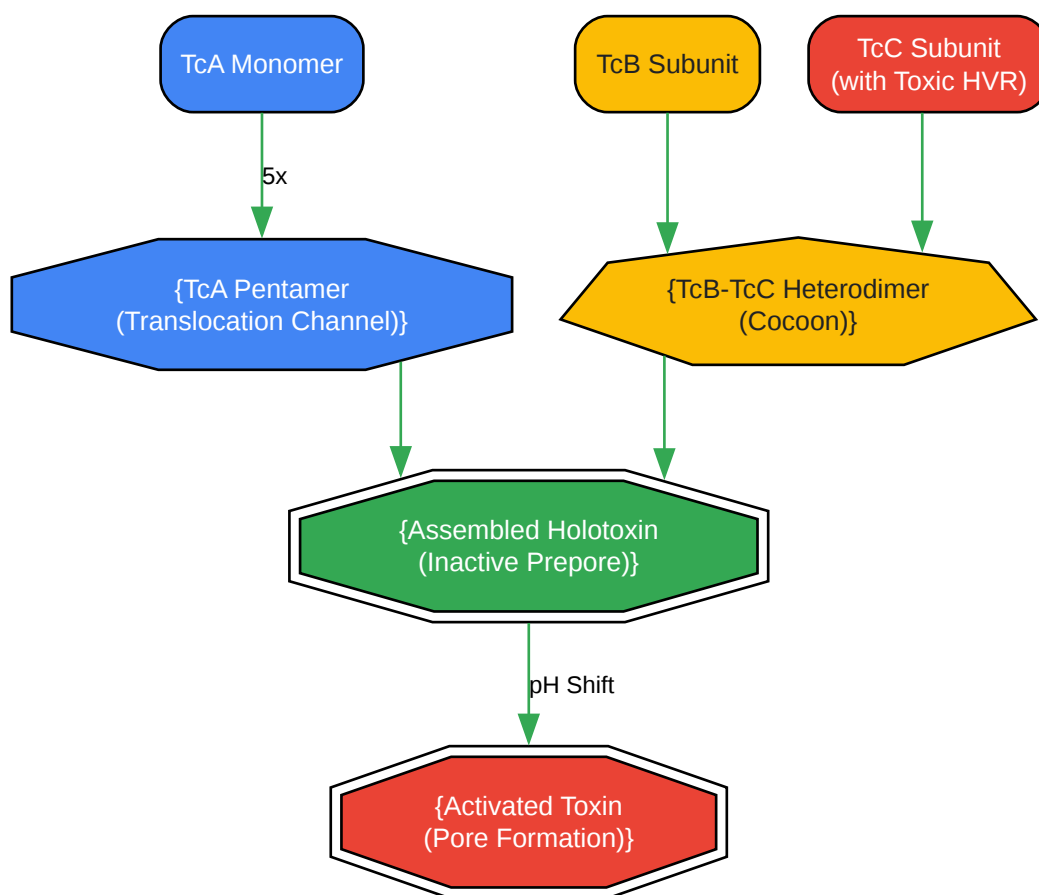 TcA Monomer
TcB Subunit
TcC Subunit
(with Toxic HVR)
5x
{TcA Pentamer
(Translocation Channel)}
{TcB-TcC Heterodimer
(Cocoon)}
{Assembled Holotoxin
(Inactive Prepore)}
pH Shift
{Activated Toxin
(Pore Formation)}